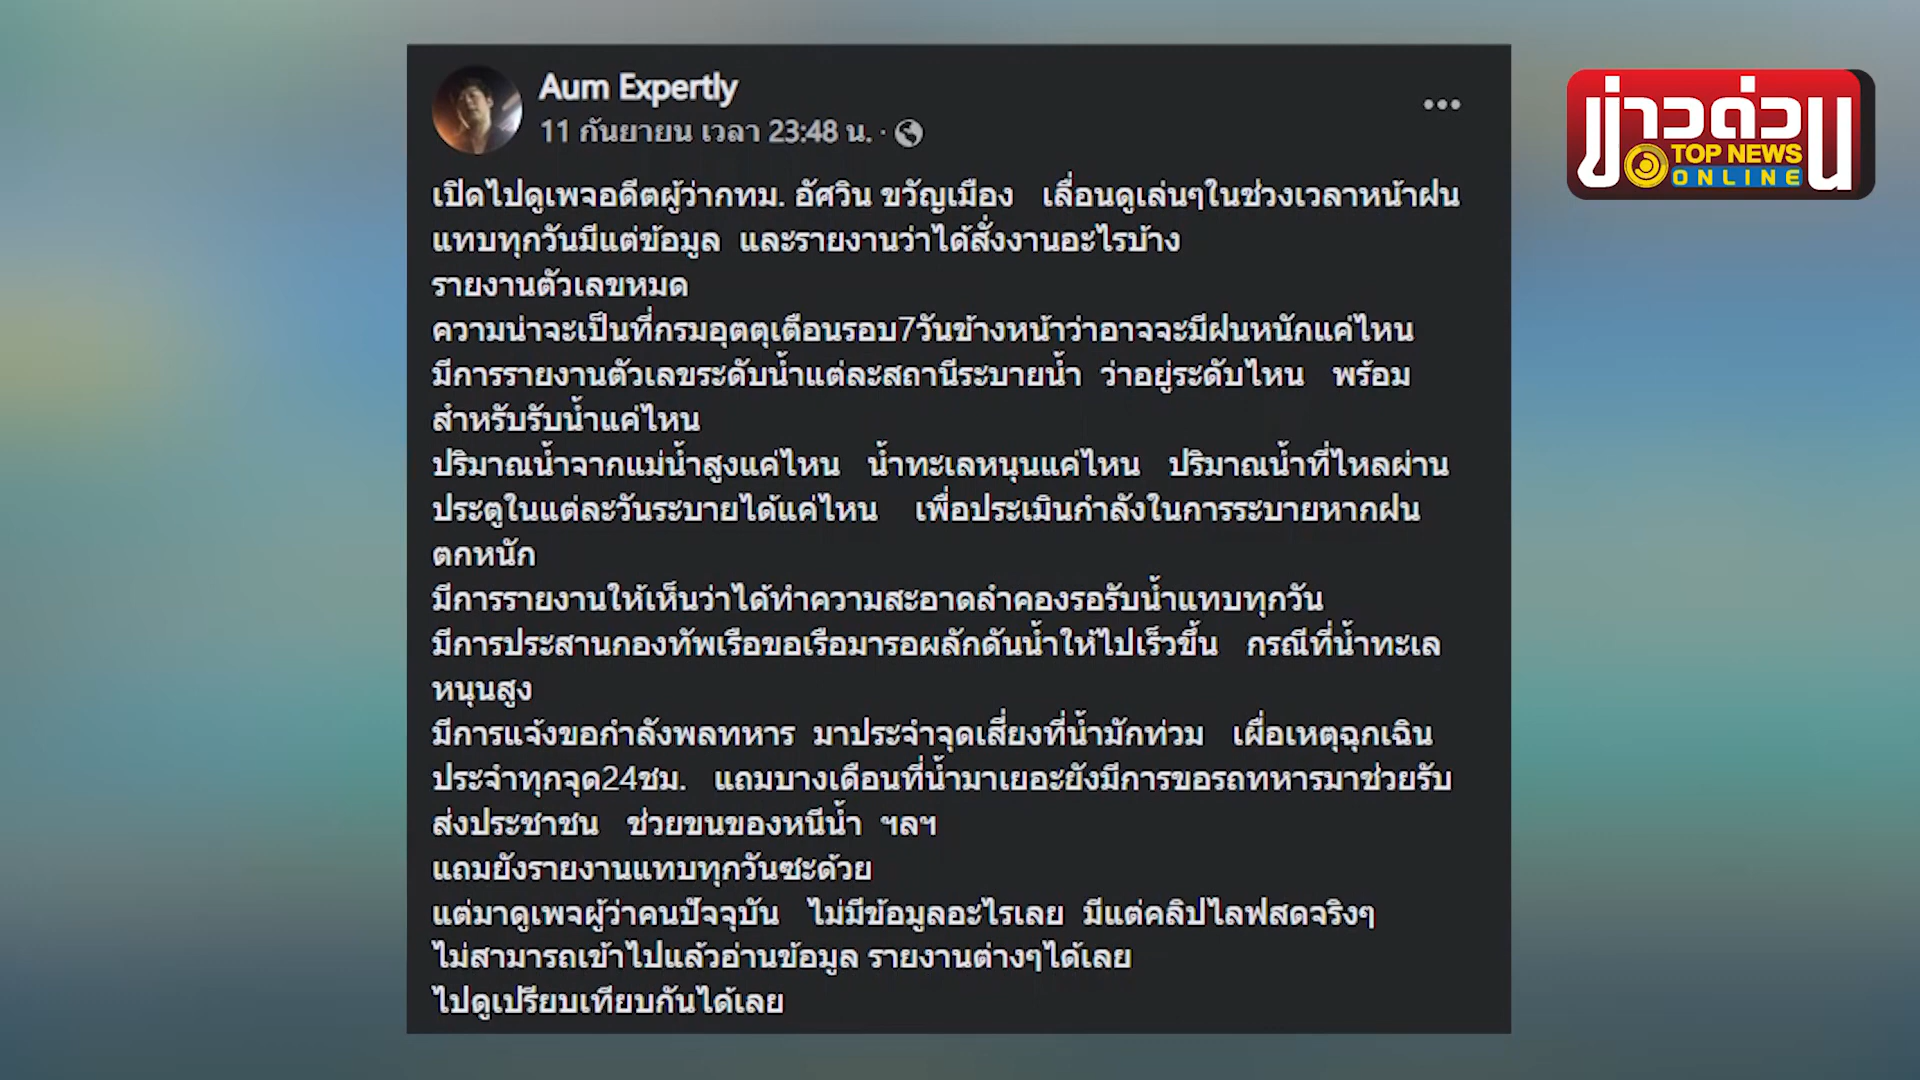 Aum Expertly
11 กันยายน เวลา 23:48 น. ·
เปิดไปดูเพจอดีตผู้ว่ากทม. อัศวิน ขวัญเมือง เลื่อนดูเล่นๆในช่วงเวลาหน้าฝน
แทบทุกวันมีแต่ข้อมูล และรายงานว่าได้สั่งงานอะไรบ้าง
รายงานตัวเลขหมด
ความน่าจะเป็นที่กรมอุตตุเตือนรอบ7วันข้างหน้าว่าอาจจะมีฝนหนักแค่ไหน
มีการรายงานตัวเลขระดับน้ำแต่ละสถานีระบายน้ำ ว่าอยู่ระดับไหน พร้อม
สำหรับรับน้ำแค่ไหน
ปริมาณน้ำจากแม่น้ำสูงแค่ไหน น้ำทะเลหนุนแค่ไหน ปริมาณน้ำที่ไหลผ่าน
ประตูในแต่ละวันระบายได้แค่ไหน เพื่อประเมินกำลังในการระบายหากฝน
ตกหนัก
มีการรายงานให้เห็นว่าได้ทำความสะอาดลำคองรอรับน้ำแทบทุกวัน
มีการประสานกองทัพเรือขอเรือมารอผลักดันน้ำให้ไปเร็วขึ้น กรณีที่น้ำทะเล
หนุนสูง
มีการแจ้งขอกำลังพลทหาร มาประจำจุดเสี่ยงที่น้ำมักท่วม เผื่อเหตุฉุกเฉิน
ประจำทุกจุด24ชม. แถมบางเดือนที่น้ำมาเยอะยังมีการขอรถทหารมาช่วยรับ
ส่งประชาชน ช่วยขนของหนีน้ำ ฯลฯ
แถมยังรายงานแทบทุกวันซะด้วย
แต่มาดูเพจผู้ว่าคนปัจจุบัน ไม่มีข้อมูลอะไรเลย มีแต่คลิปไลฟสดจริงๆ
ไม่สามารถเข้าไปแล้วอ่านข้อมูล รายงานต่างๆได้เลย
ไปดูเปรียบเทียบกันได้เลย
ข่าวด่วน
TOP NEWS
ONLINE